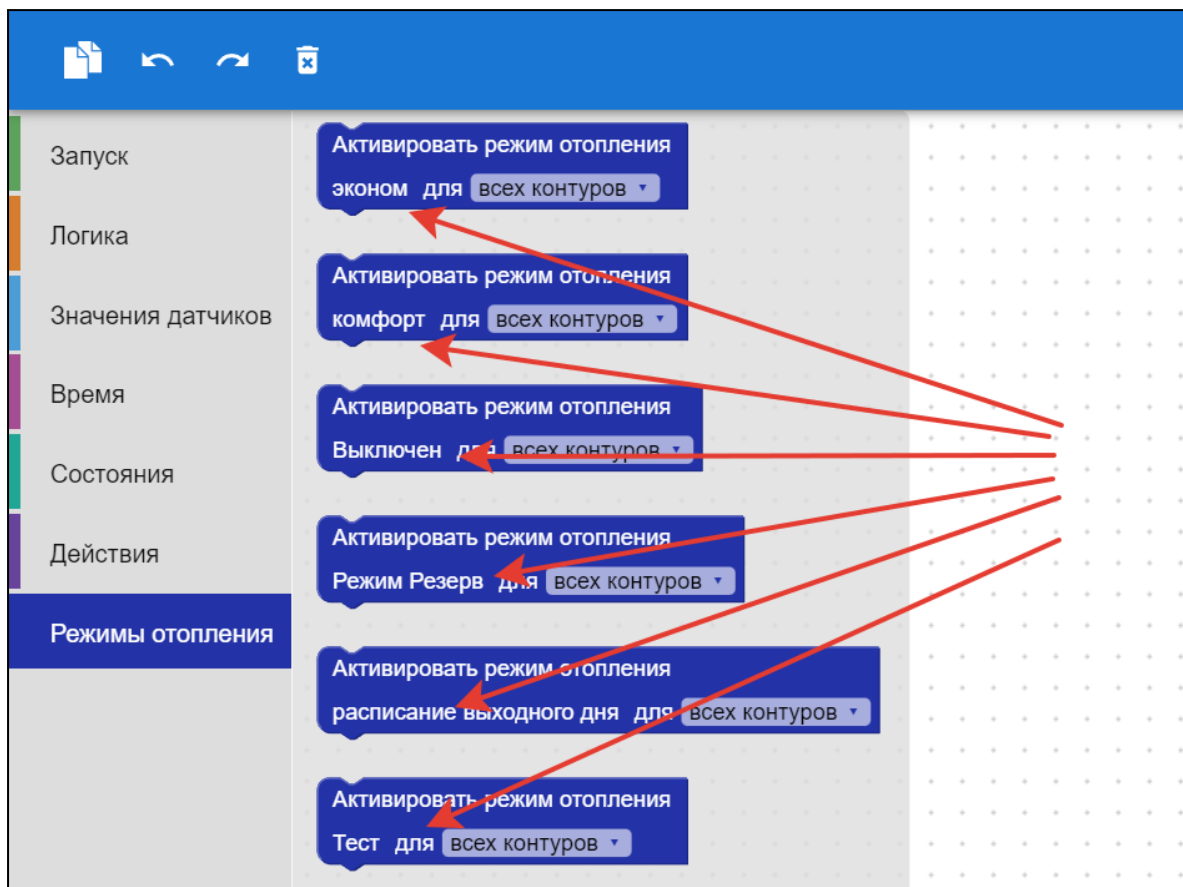 Запуск
Логика
Значения датчиков
Время
Состояния
Действия
Режимы отопления
Активировать режим отопления
эконом для всех контуров
Активировать режим отопления
комфорт для всех контуров
Активировать режим отопления
Выключен для всех контуров
Активировать режим отопления
Режим Резерв для всех контуров
Активировать режим отопления
расписание выходного дня для всех контуров
Активировать режим отопления
Тест для всех контуров